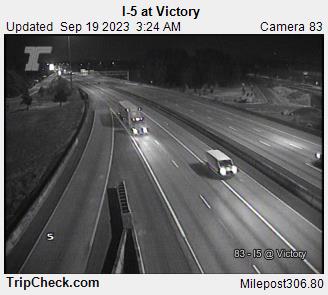 I-5 at Victory
Updated Sep 19 2023 3:24 AM Camera 83
TR
S
83 - I5 @ Victory
TripCheck.com Milepost306.80